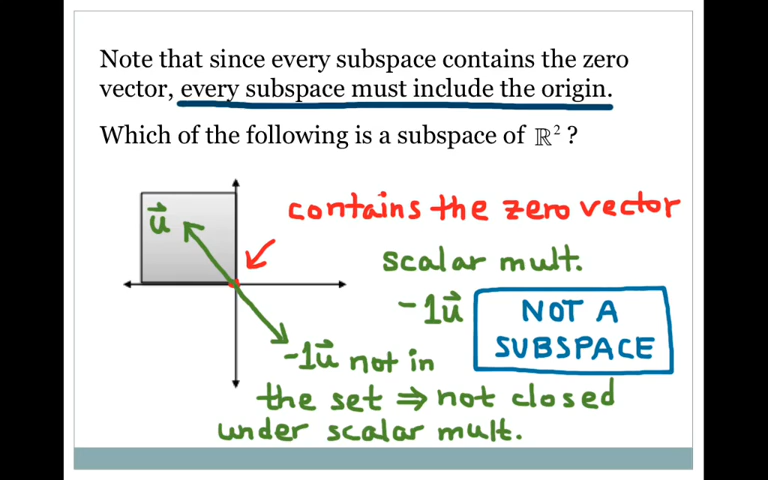 Note that since every subspace contains the zero
vector, every subspace must include the origin.
Which of the following is a subspace of ℝ² ?
contains the zero vector
u⃗
scalar mult.
-1u⃗
NOT A
SUBSPACE
-1u⃗ not in
the set ⇒ not closed
under scalar mult.